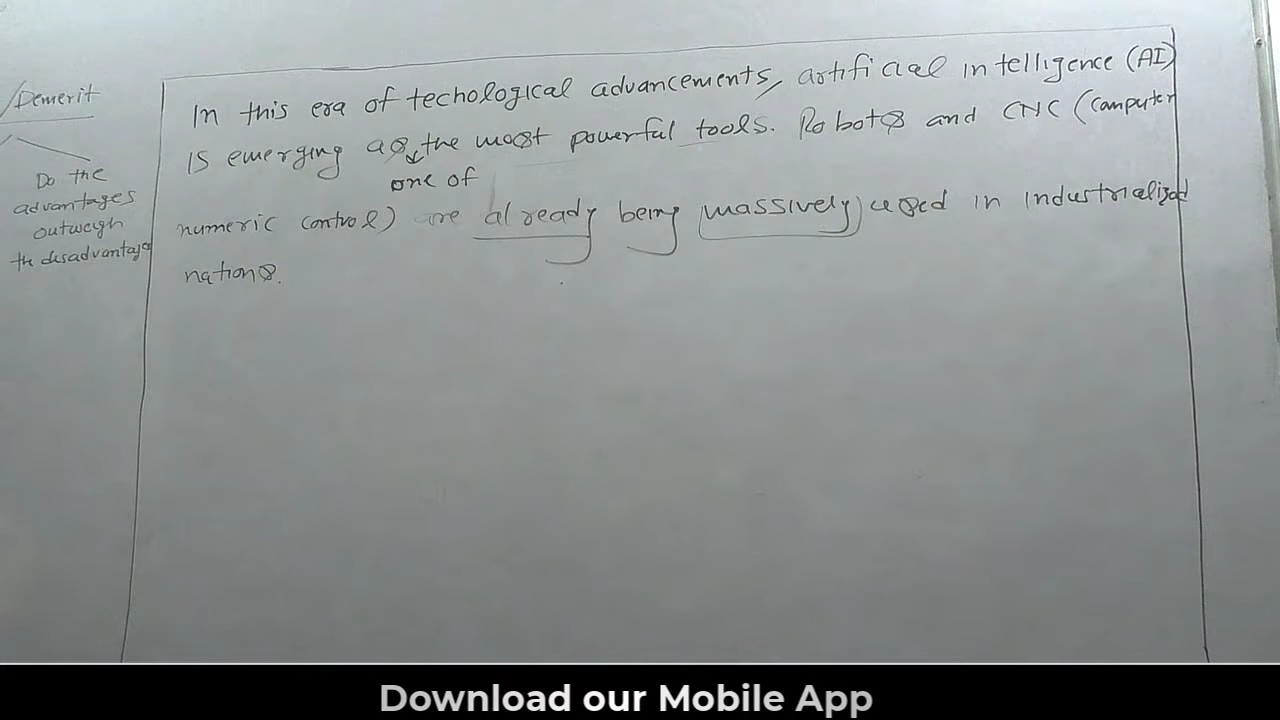 /Demerit
Do the
advantages
outweigh
the disadvantages
In this era of techological advancements, artificial intelligence (AI)
is emerging as the most powerful tools. Robots and CNC (Computer
one of
numeric control) are already being massively used in industrialized
nations.
Download our Mobile App